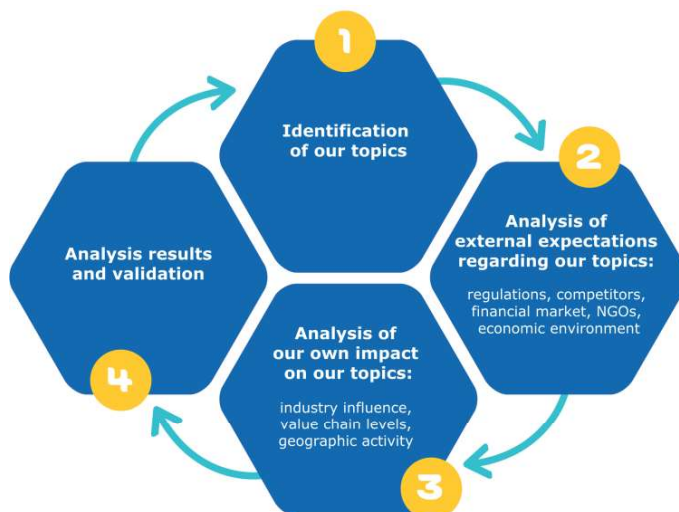 1
Identification
of our topics
2
Analysis of
external expectations
regarding our topics:
regulations, competitors,
financial market, NGOs,
economic environment
Analysis of
our own impact
on our topics:
industry influence,
value chain levels,
geographic activity
3
Analysis results
and validation
4